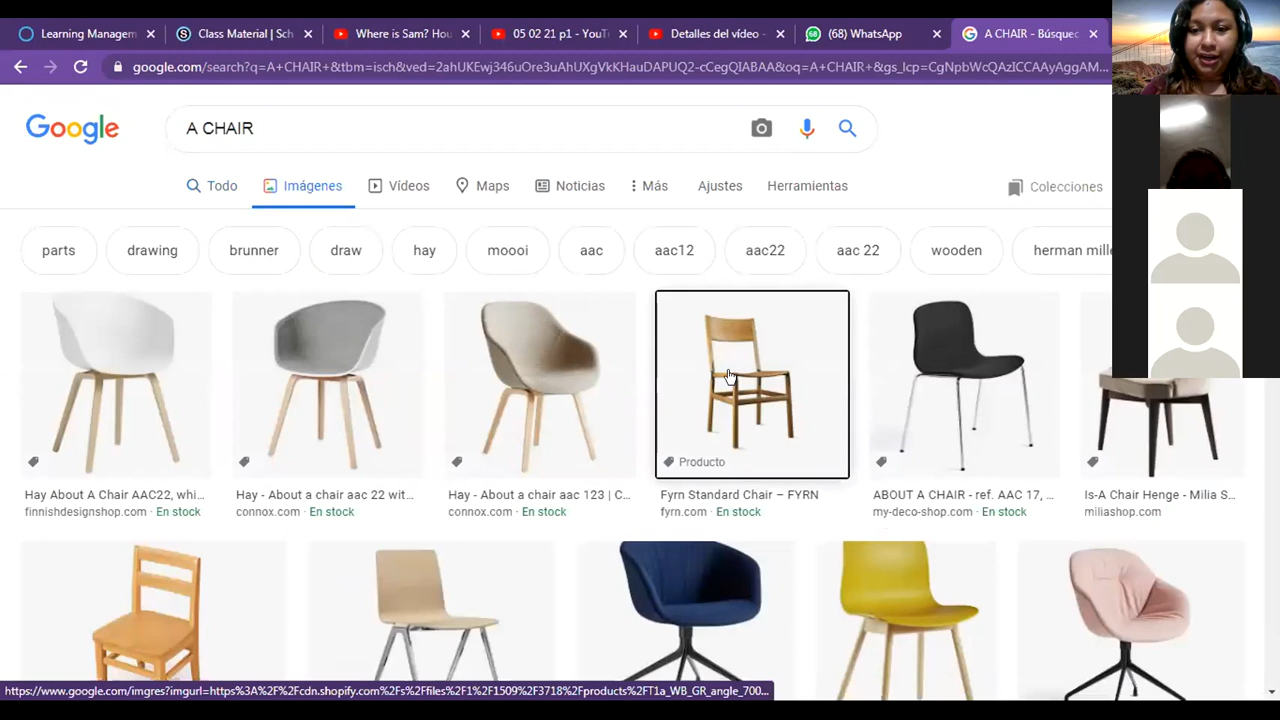 Learning Managem
Class Material | Sch
Where is Sam? Hou
05 02 21 p1 - YouTu
Detalles del vídeo -
(68) WhatsApp
A CHAIR - Búsquec
google.com/search?q=A+CHAIR+&tbm=isch&ved=2ahUKEwj346uOre3uAhUXgVkKHauDAPUQ2-cCegQIABAA&oq=A+CHAIR+&gs_lcp=CgNpbWcQAzICCAAyAggAM...
Google
A CHAIR
Todo
Imágenes
Vídeos
Maps
Noticias
Más
Ajustes
Herramientas
Colecciones
parts
drawing
brunner
draw
hay
moooi
aac
aac12
aac22
aac 22
wooden
herman mille
Producto
Hay About A Chair AAC22, whi...
finnishdesignshop.com · En stock
Hay - About a chair aac 22 wit...
connox.com · En stock
Hay - About a chair aac 123 | C...
connox.com · En stock
Fyrn Standard Chair – FYRN
fyrn.com · En stock
ABOUT A CHAIR - ref. AAC 17, ...
my-deco-shop.com · En stock
Is-A Chair Henge - Milia S...
miliashop.com
https://www.google.com/imgres?imgurl=https%3A%2F%2Fcdn.shopify.com%2Fs%2Ffiles%2F1%2F1509%2F3718%2Fproducts%2FT1a_WB_GR_angle_700...